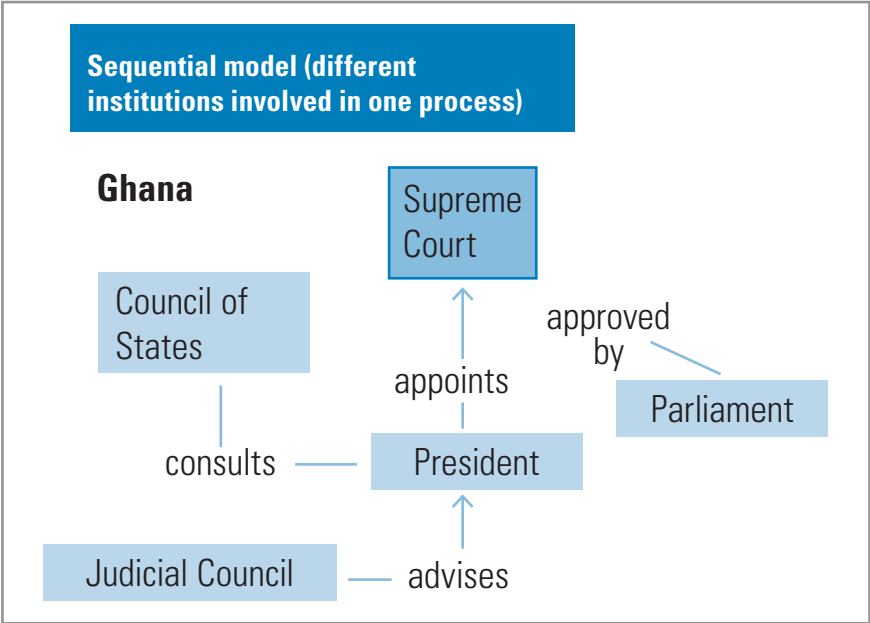 Sequential model (different
institutions involved in one process)
Ghana
Supreme
Court
Council of
States
approved
by
appoints
Parliament
consults
President
Judicial Council
advises